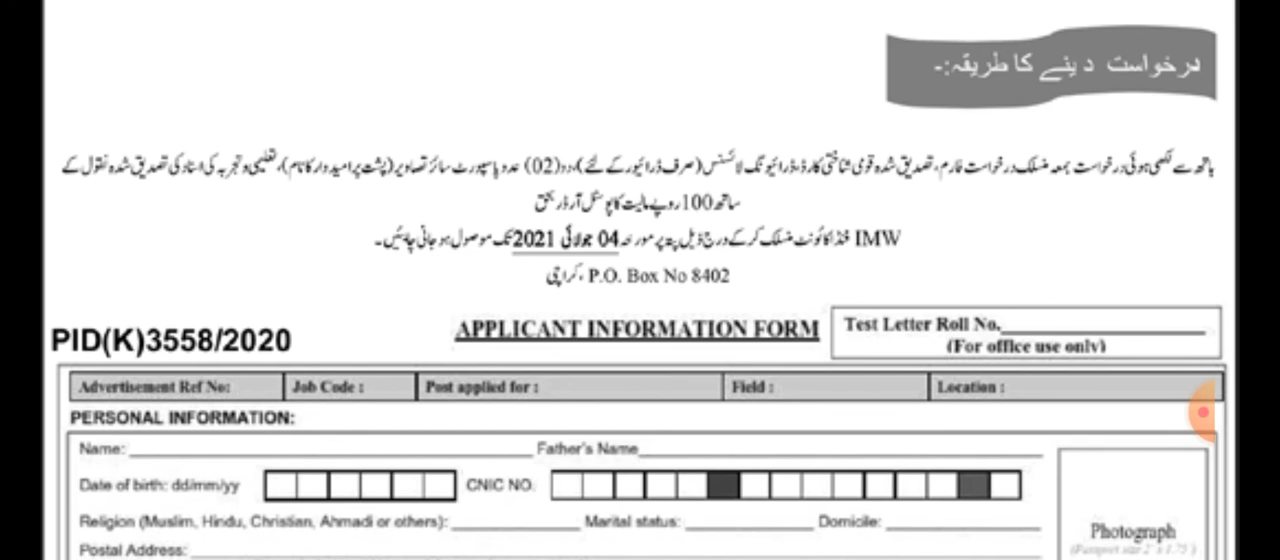 درخواست دینے کا طریقہ:۔
ہاتھ سے لکھی ہوئی درخواست بمعہ منسلک درخواست فارم، تصدیق شدہ قومی شناختی کارڈ، ڈرائیونگ لائسنس (صرف ڈرائیور کے لئے)، دو (02) عدد پاسپورٹ سائز تصاویر (پشت پر امیدوار کا نام)، تعلیمی و تجربہ کی اسناد کی تصدیق شدہ نقول کے
ساتھ 100 روپے مالیت کا پوسٹل آرڈر بحق
IMW فنڈ اکائونٹ منسلک کر کے درج ذیل پتہ پر مورخہ 04 جولائی 2021 تک موصول ہو جانی چاہئیں۔
P.O. Box No 8402، کراچی
PID(K)3558/2020
APPLICANT INFORMATION FORM
Test Letter Roll No.
(For office use only)
Advertisement Ref No: Job Code : Post applied for : Field : Location :
PERSONAL INFORMATION:
Name: Father's Name
Date of birth: dd/mm/yy CNIC NO.
Religion (Muslim, Hindu, Christian, Ahmadi or others): Marital status: Domicile:
Postal Address:
Photograph
(Passport size 2" x 1.75")